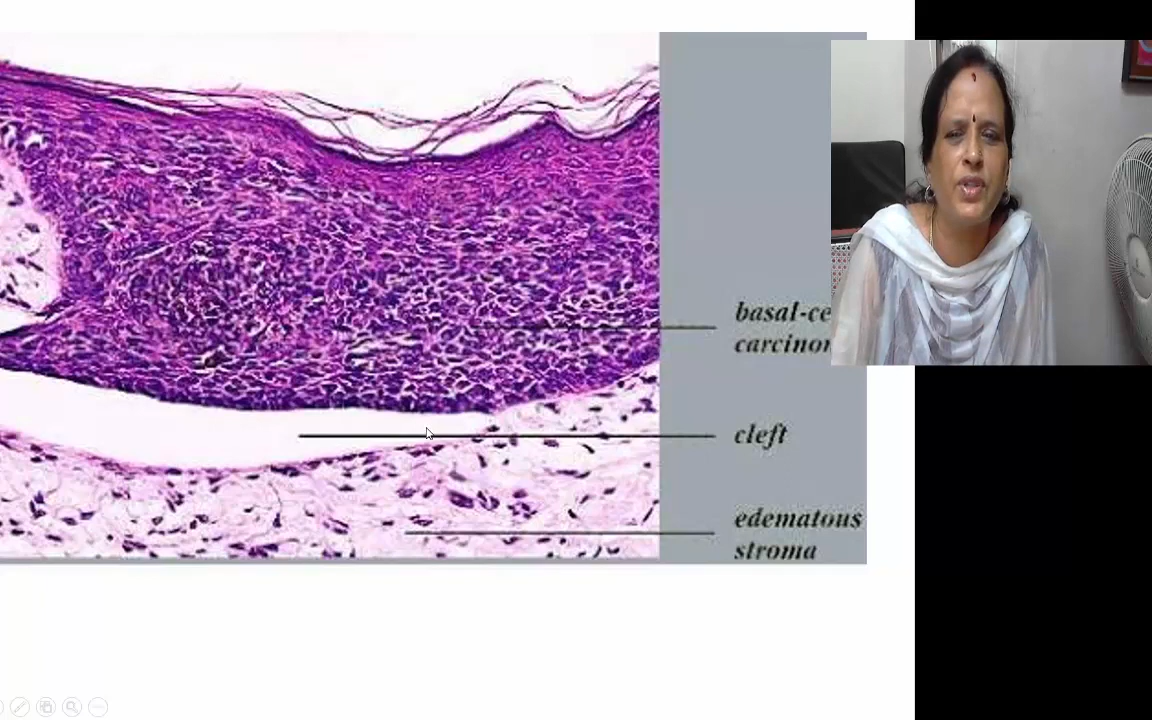 basal-ce
carcinor
cleft
edematous
stroma